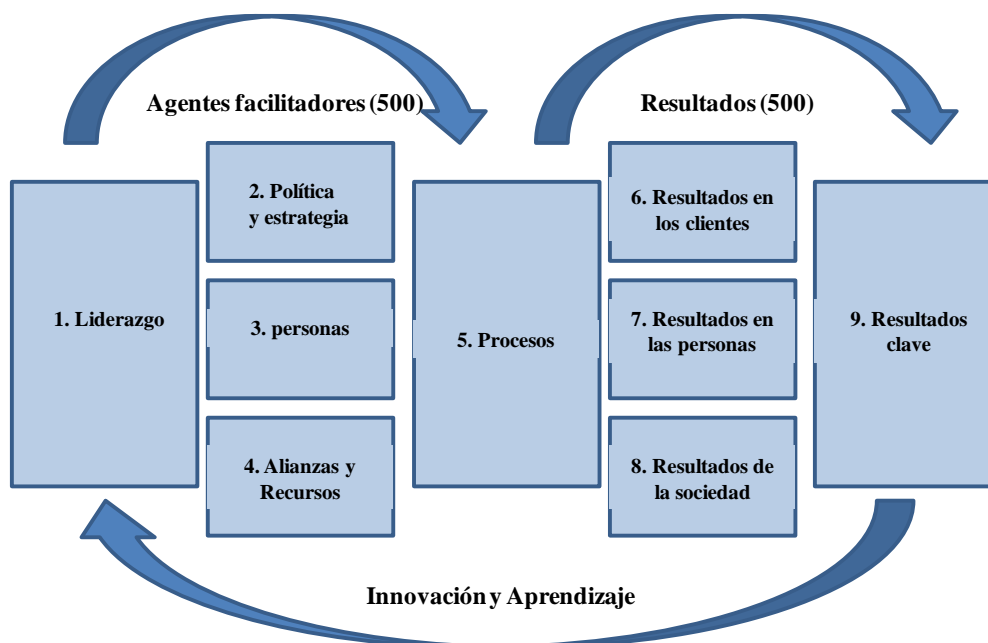 Agentes facilitadores (500)
Resultados (500)
1. Liderazgo
2. Política
y estrategia
3. personas
4. Alianzas y
Recursos
5. Procesos
6. Resultados en
los clientes
7. Resultados en
las personas
8. Resultados de
la sociedad
9. Resultados
clave
Innovación y Aprendizaje